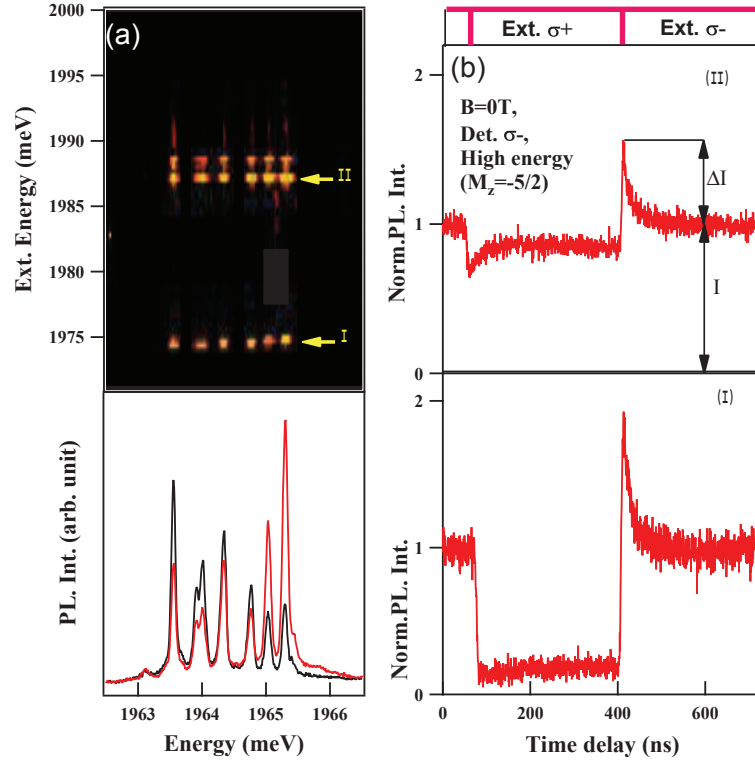 (a)
2000
1995
1990
1985
1980
1975
Ext. Energy (meV)
II
I
PL. Int. (arb. unit)
1963
1964
1965
1966
Energy (meV)
Ext. σ+
Ext. σ-
(b)
(II)
B=0T,
Det. σ-,
High energy
(M_z=-5/2)
ΔI
I
2
1
0
Norm.PL. Int.
(I)
2
1
0
Norm.PL. Int.
0
200
400
600
Time delay (ns)